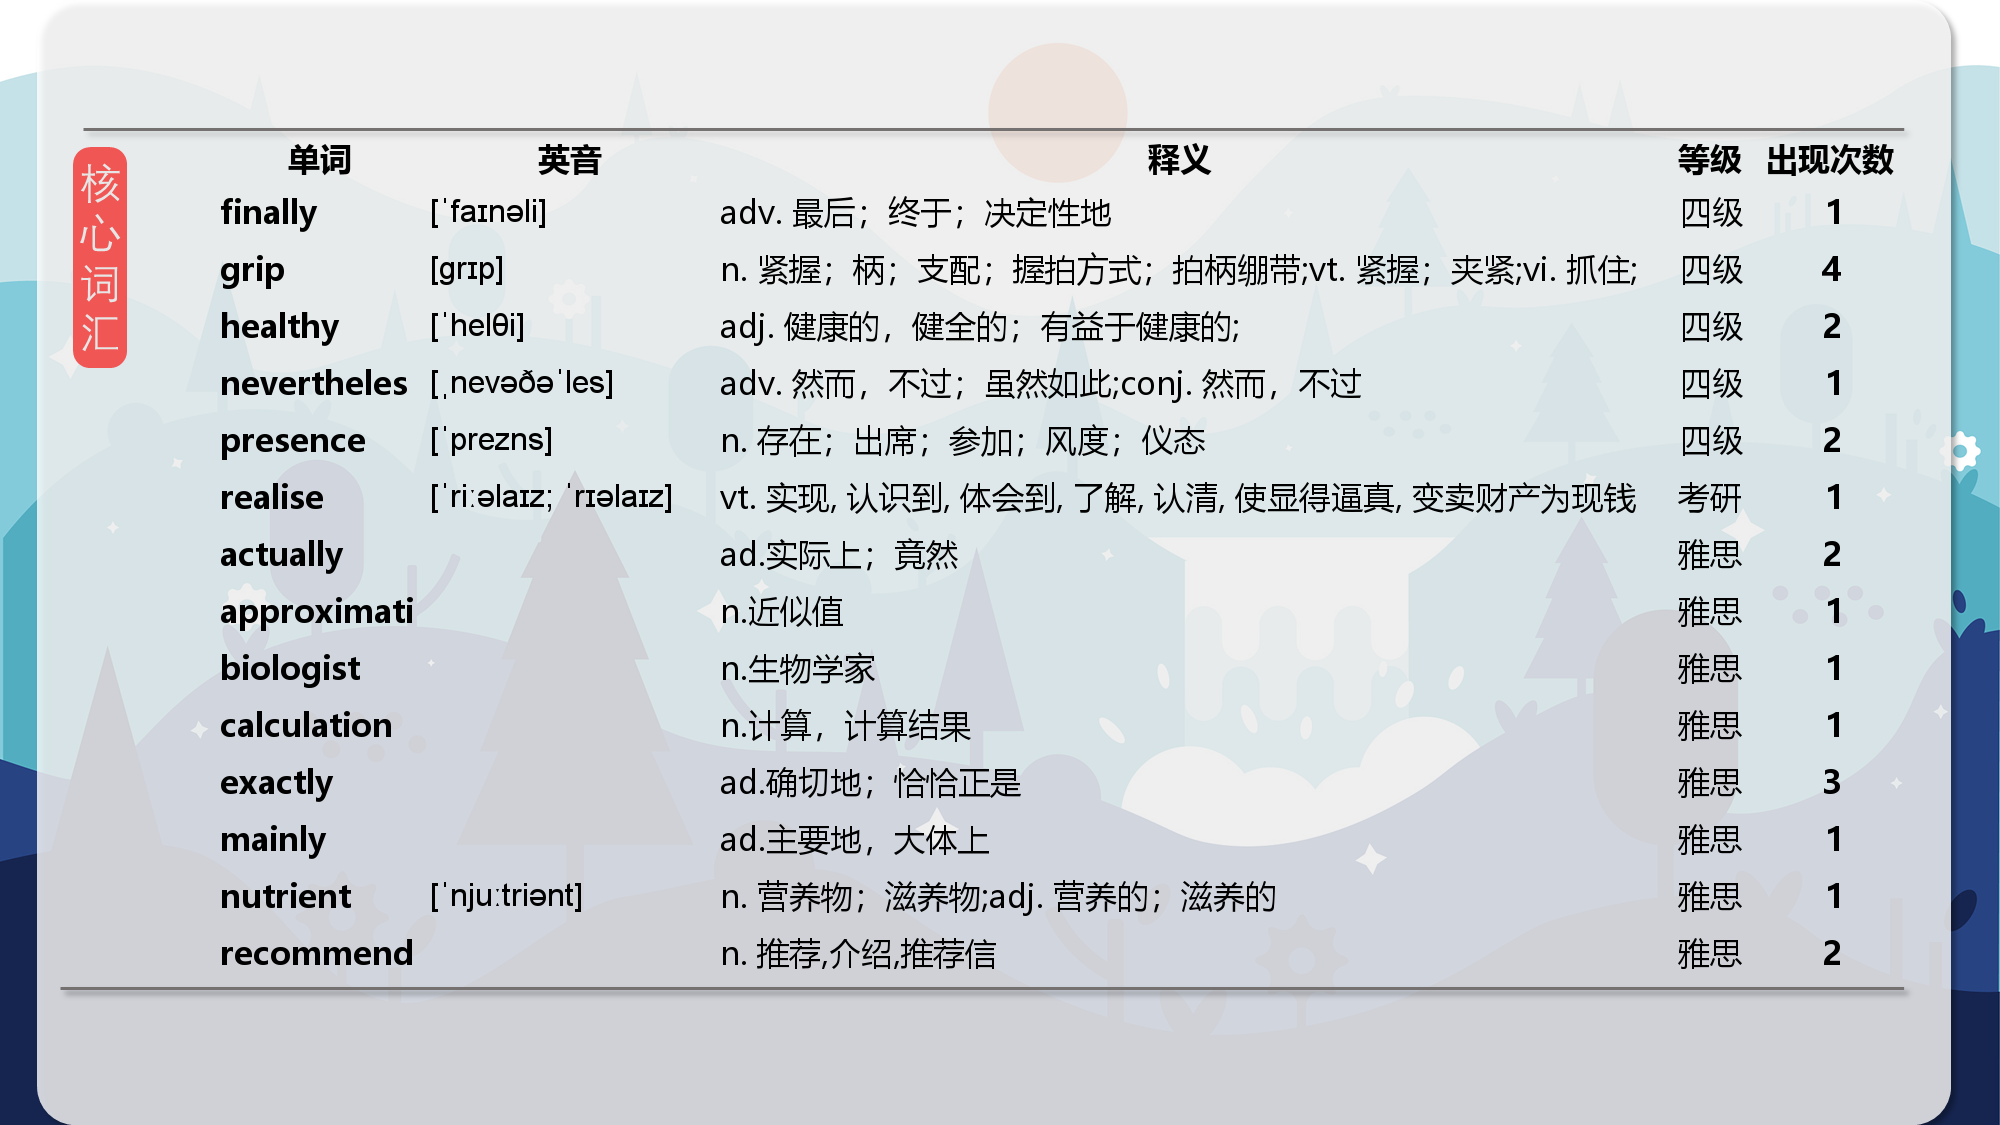 核心词汇
单词 英音 释义 等级 出现次数
finally [ˈfaɪnəli] adv. 最后；终于；决定性地 四级 1
grip [grɪp] n. 紧握；柄；支配；握拍方式；拍柄绷带;vt. 紧握；夹紧;vi. 抓住; 四级 4
healthy [ˈhelθi] adj. 健康的，健全的；有益于健康的; 四级 2
nevertheles [ˌnevəðəˈles] adv. 然而，不过；虽然如此;conj. 然而，不过 四级 1
presence [ˈprezns] n. 存在；出席；参加；风度；仪态 四级 2
realise [ˈriːəlaɪz; ˈrɪəlaɪz] vt. 实现, 认识到, 体会到, 了解, 认清, 使显得逼真, 变卖财产为现钱 考研 1
actually ad.实际上；竟然 雅思 2
approximati n.近似值 雅思 1
biologist n.生物学家 雅思 1
calculation n.计算，计算结果 雅思 1
exactly ad.确切地；恰恰正是 雅思 3
mainly ad.主要地，大体上 雅思 1
nutrient [ˈnjuːtriənt] n. 营养物；滋养物;adj. 营养的；滋养的 雅思 1
recommend n. 推荐,介绍,推荐信 雅思 2